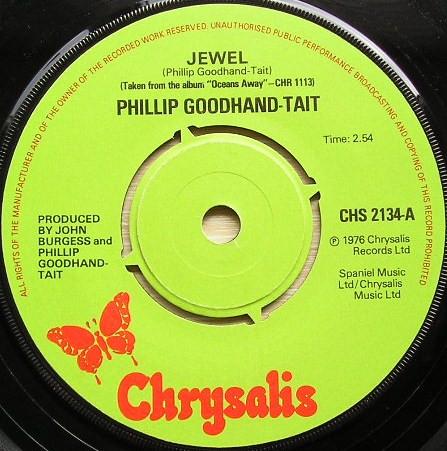 ALL RIGHTS OF THE MANUFACTURER AND OF THE OWNER OF THE RECORDED WORK RESERVED. UNAUTHORISED PUBLIC PERFORMANCE BROADCASTING AND COPYING OF THIS RECORD PROHIBITED
JEWEL
(Phillip Goodhand-Tait)
(Taken from the album "Oceans Away"—CHR 1113)
PHILLIP GOODHAND-TAIT
Time: 2.54
PRODUCED
BY JOHN
BURGESS and
PHILLIP
GOODHAND-
TAIT
CHS 2134-A
℗ 1976 Chrysalis
Records Ltd
Spaniel Music
Ltd/Chrysalis
Music Ltd
Chrysalis